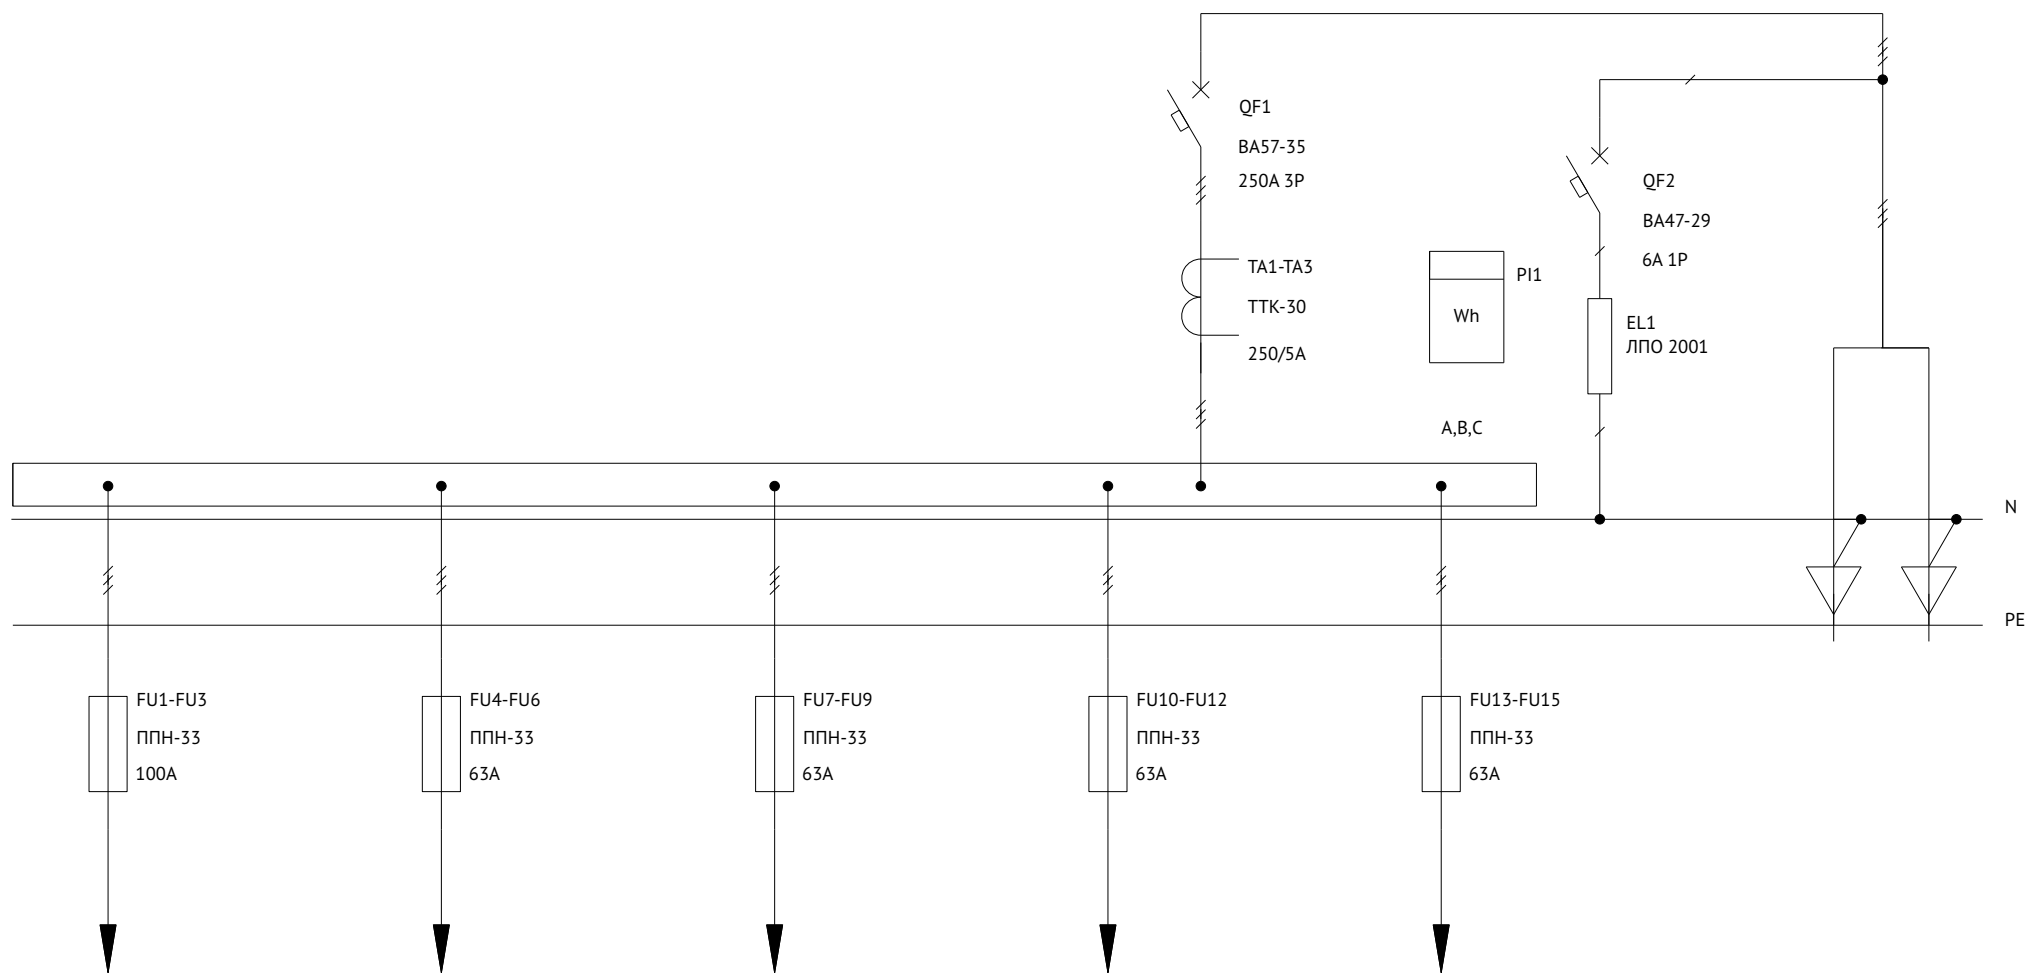 QF1
ВА57-35
250А 3Р
QF2
ВА47-29
6А 1Р
TA1-TA3
ТТК-30
250/5А
PI1
Wh
EL1
ЛПО 2001
A,B,C
N
PE
FU1-FU3
ППН-33
100А
FU4-FU6
ППН-33
63А
FU7-FU9
ППН-33
63А
FU10-FU12
ППН-33
63А
FU13-FU15
ППН-33
63А